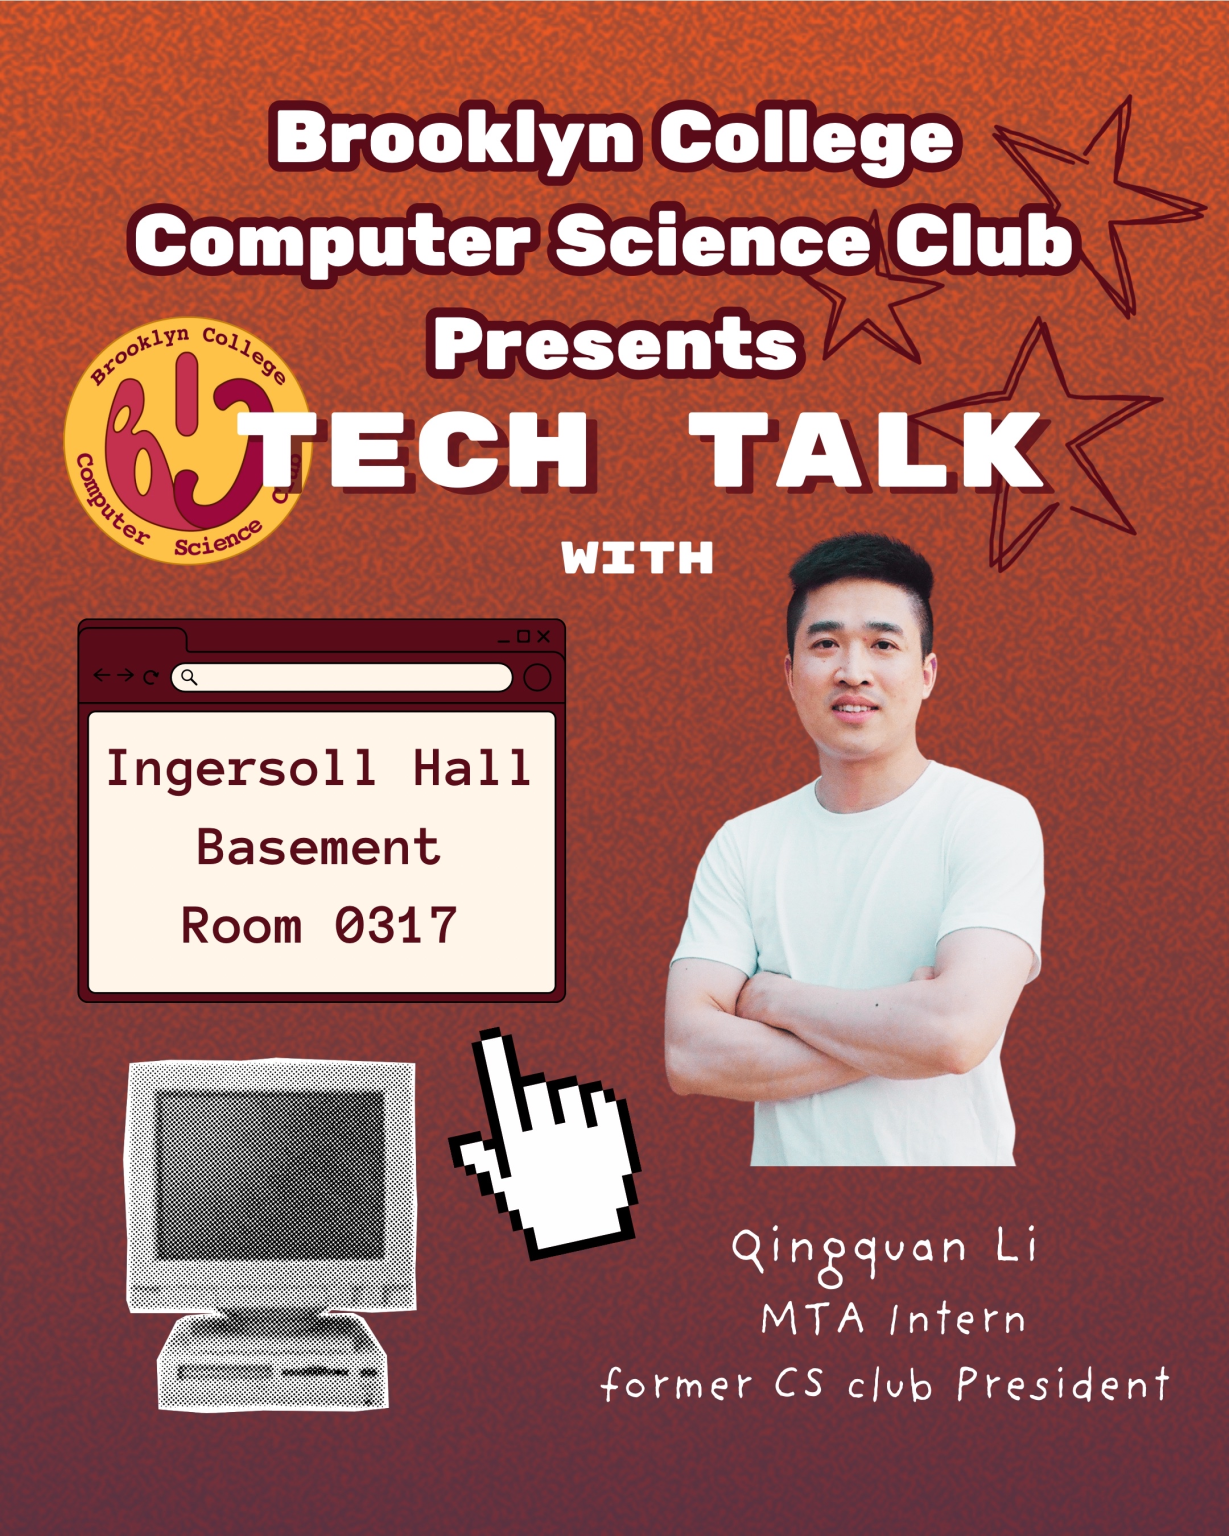 Brooklyn College
Computer Science Club
Presents
Brooklyn College
BC
Computer Science
TECH TALK
WITH
Ingersoll Hall
Basement
Room 0317
Qingquan Li
MTA Intern
former CS club President